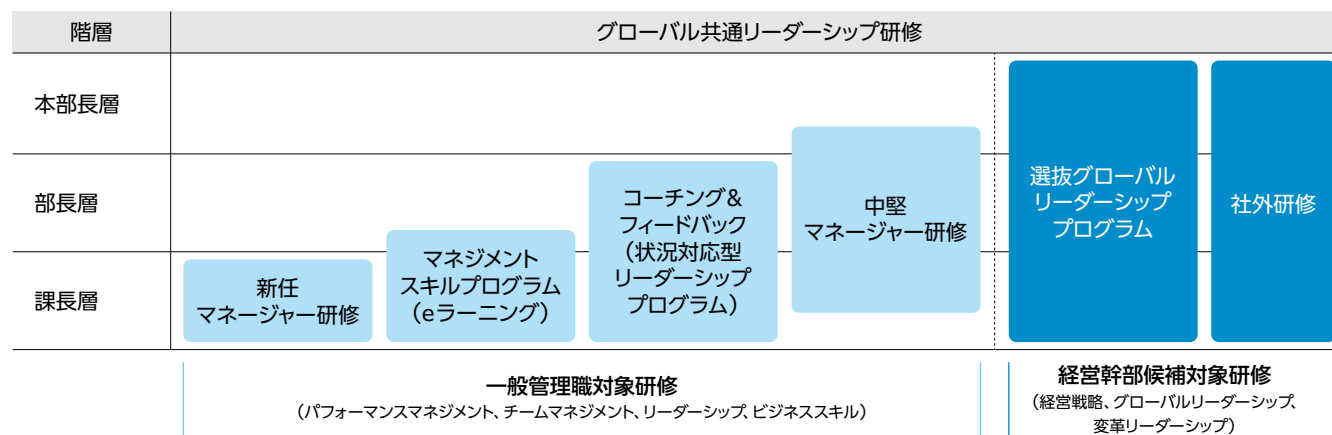 階層
グローバル共通リーダーシップ研修
本部長層
部長層
課長層
新任
マネージャー研修
マネジメント
スキルプログラム
（eラーニング）
コーチング＆
フィードバック
（状況対応型
リーダーシップ
プログラム）
中堅
マネージャー研修
選抜グローバル
リーダーシップ
プログラム
社外研修
一般管理職対象研修
（パフォーマンスマネジメント、チームマネジメント、リーダーシップ、ビジネススキル）
経営幹部候補対象研修
（経営戦略、グローバルリーダーシップ、
変革リーダーシップ）